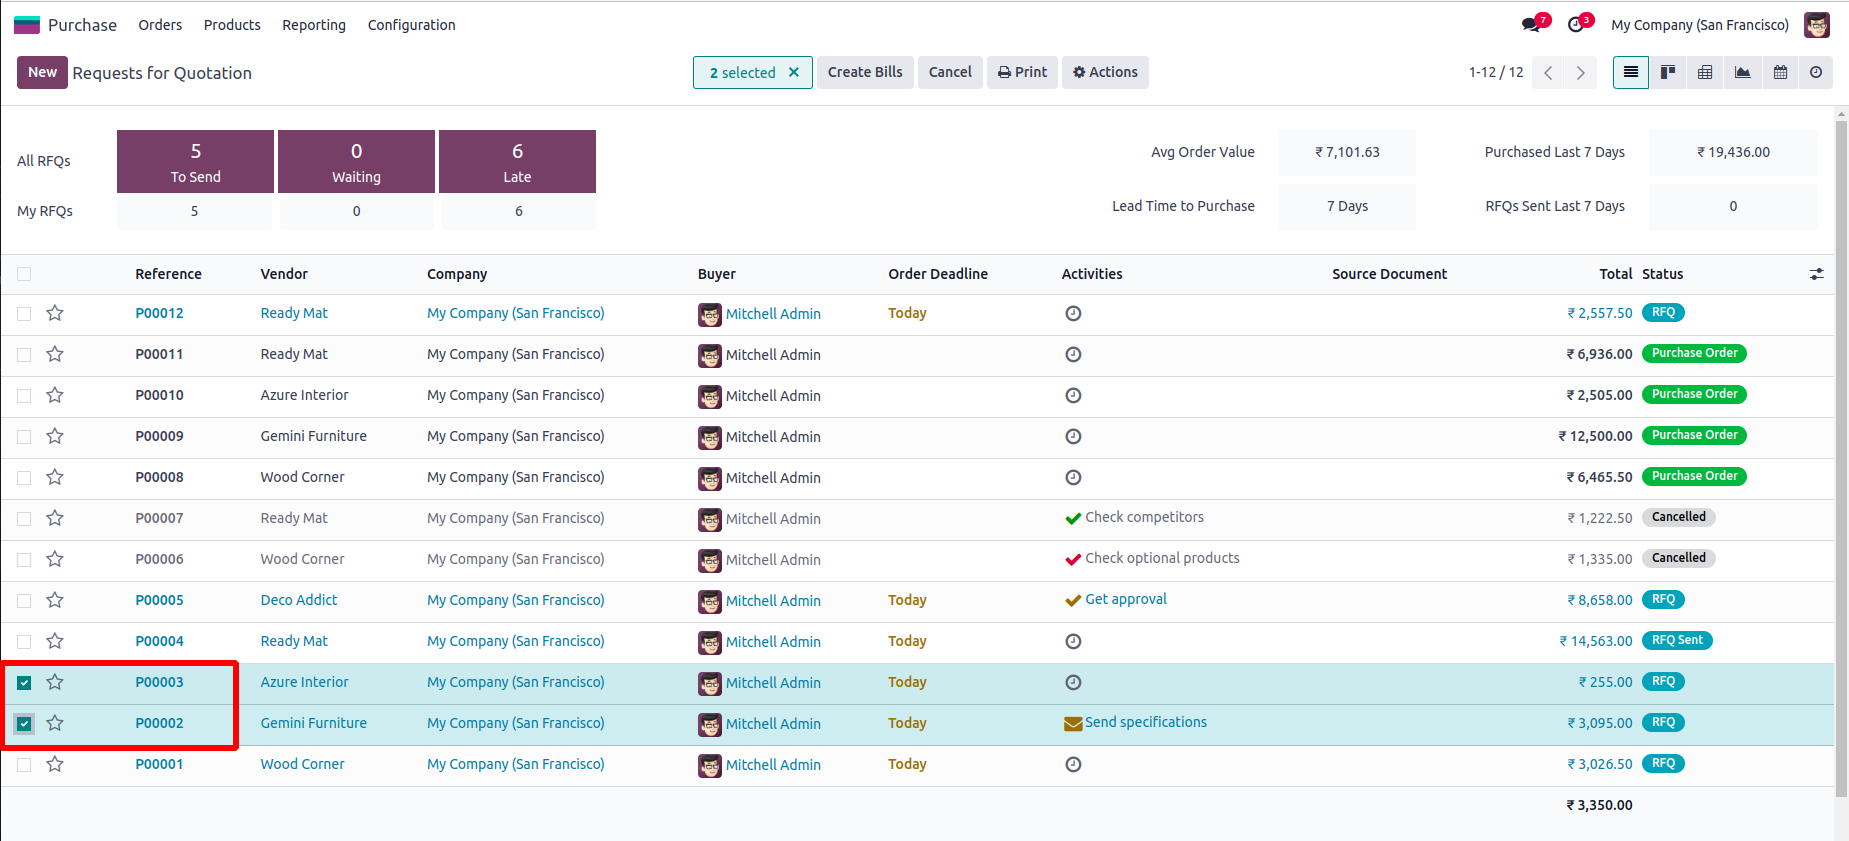 Purchase Orders Products Reporting Configuration 7 3 My Company (San Francisco)
New Requests for Quotation 2 selected × Create Bills Cancel Print Actions 1-12 / 12
All RFQs 5 To Send 0 Waiting 6 Late
My RFQs 5 0 6
Avg Order Value ₹ 7,101.63 Purchased Last 7 Days ₹ 19,436.00
Lead Time to Purchase 7 Days RFQs Sent Last 7 Days 0
Reference Vendor Company Buyer Order Deadline Activities Source Document Total Status
P00012 Ready Mat My Company (San Francisco) Mitchell Admin Today ₹ 2,557.50 RFQ
P00011 Ready Mat My Company (San Francisco) Mitchell Admin ₹ 6,936.00 Purchase Order
P00010 Azure Interior My Company (San Francisco) Mitchell Admin ₹ 2,505.00 Purchase Order
P00009 Gemini Furniture My Company (San Francisco) Mitchell Admin ₹ 12,500.00 Purchase Order
P00008 Wood Corner My Company (San Francisco) Mitchell Admin ₹ 6,465.50 Purchase Order
P00007 Ready Mat My Company (San Francisco) Mitchell Admin Check competitors ₹ 1,222.50 Cancelled
P00006 Wood Corner My Company (San Francisco) Mitchell Admin Check optional products ₹ 1,335.00 Cancelled
P00005 Deco Addict My Company (San Francisco) Mitchell Admin Today Get approval ₹ 8,658.00 RFQ
P00004 Ready Mat My Company (San Francisco) Mitchell Admin Today ₹ 14,563.00 RFQ Sent
P00003 Azure Interior My Company (San Francisco) Mitchell Admin Today ₹ 255.00 RFQ
P00002 Gemini Furniture My Company (San Francisco) Mitchell Admin Today Send specifications ₹ 3,095.00 RFQ
P00001 Wood Corner My Company (San Francisco) Mitchell Admin Today ₹ 3,026.50 RFQ
₹ 3,350.00